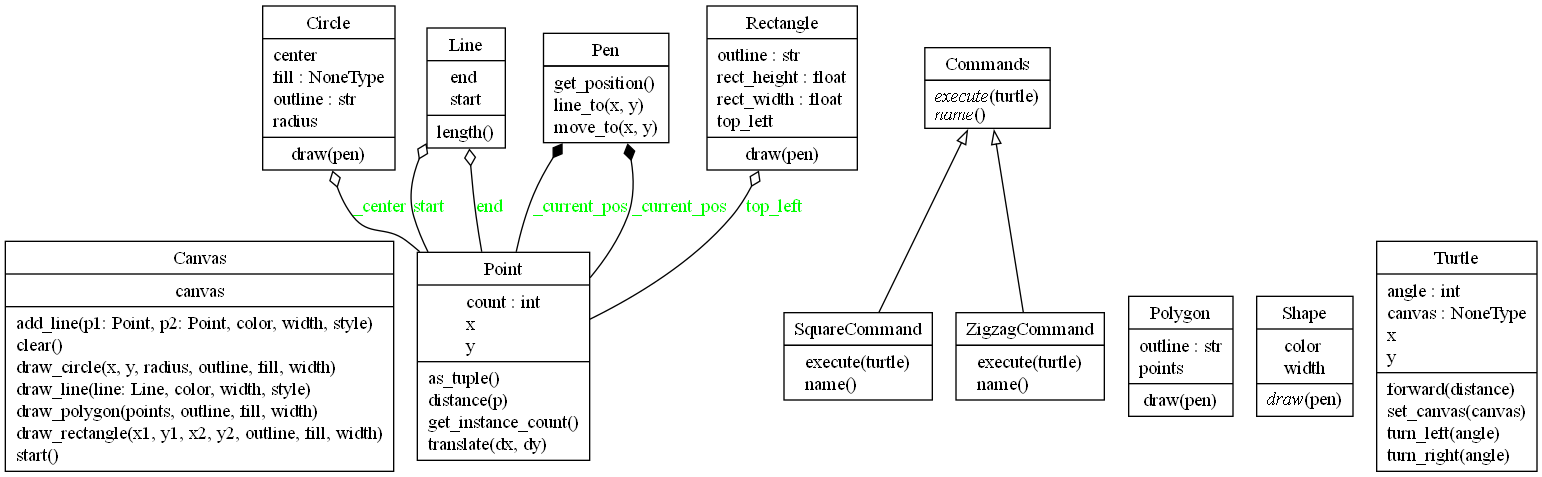 Circle
center
fill : NoneType
outline : str
radius
draw(pen)
Line
end
start
length()
Pen
get_position()
line_to(x, y)
move_to(x, y)
Rectangle
outline : str
rect_height : float
rect_width : float
top_left
draw(pen)
Commands
execute(turtle)
name()
_center
start
end
_current_pos
_current_pos
top_left
Canvas
canvas
add_line(p1: Point, p2: Point, color, width, style)
clear()
draw_circle(x, y, radius, outline, fill, width)
draw_line(line: Line, color, width, style)
draw_polygon(points, outline, fill, width)
draw_rectangle(x1, y1, x2, y2, outline, fill, width)
start()
Point
count : int
x
y
as_tuple()
distance(p)
get_instance_count()
translate(dx, dy)
SquareCommand
execute(turtle)
name()
ZigzagCommand
execute(turtle)
name()
Polygon
outline : str
points
draw(pen)
Shape
color
width
draw(pen)
Turtle
angle : int
canvas : NoneType
x
y
forward(distance)
set_canvas(canvas)
turn_left(angle)
turn_right(angle)